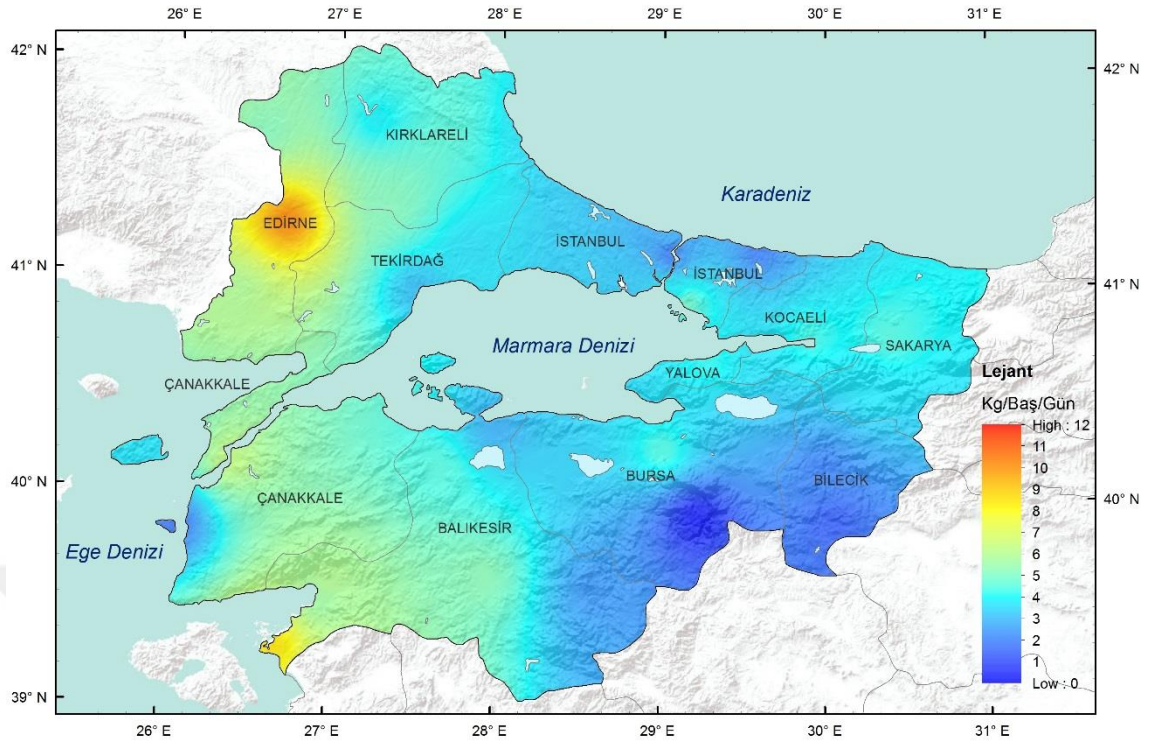 26° E 27° E 28° E 29° E 30° E 31° E
42° N 42° N
KIRKLARELİ
Karadeniz
EDİRNE
İSTANBUL
TEKİRDAĞ
41° N 41° N
İSTANBUL
KOCAELİ
Marmara Denizi
SAKARYA
YALOVA
ÇANAKKALE
Lejant
Kg/Baş/Gün
High : 12
11
10
9
8
7
6
5
4
3
2
1
Low : 0
BURSA
BİLECİK
40° N 40° N
ÇANAKKALE
BALIKESİR
Ege Denizi
39° N 39° N
26° E 27° E 28° E 29° E 30° E 31° E